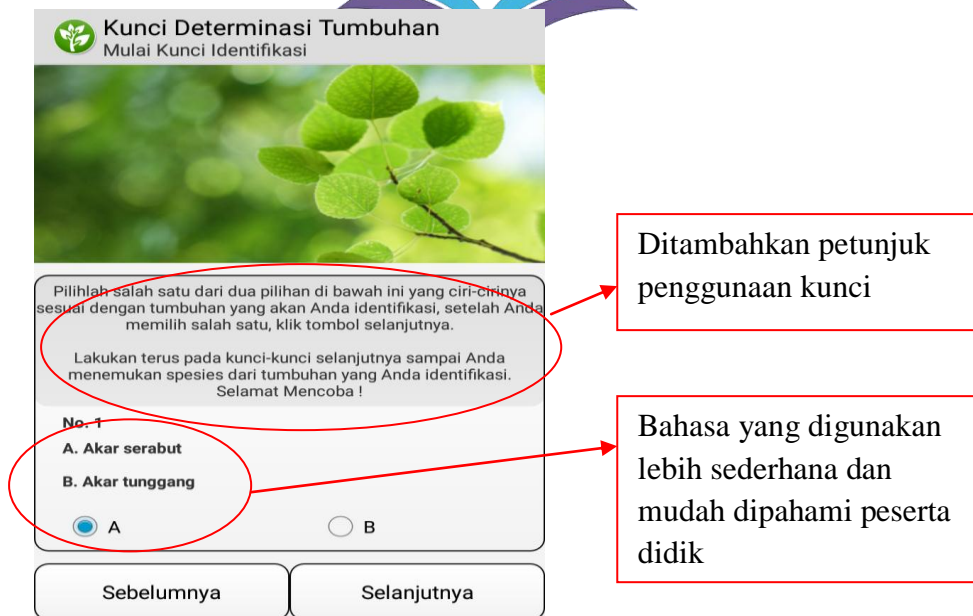 Kunci Determinasi Tumbuhan
Mulai Kunci Identifikasi
Pilihlah salah satu dari dua pilihan di bawah ini yang ciri-cirinya
sesuai dengan tumbuhan yang akan Anda identifikasi, setelah Anda
memilih salah satu, klik tombol selanjutnya.
Lakukan terus pada kunci-kunci selanjutnya sampai Anda
menemukan spesies dari tumbuhan yang Anda identifikasi.
Selamat Mencoba !
No. 1
A. Akar serabut
B. Akar tunggang
A
B
Sebelumnya
Selanjutnya
Ditambahkan petunjuk
penggunaan kunci
Bahasa yang digunakan
lebih sederhana dan
mudah dipahami peserta
didik